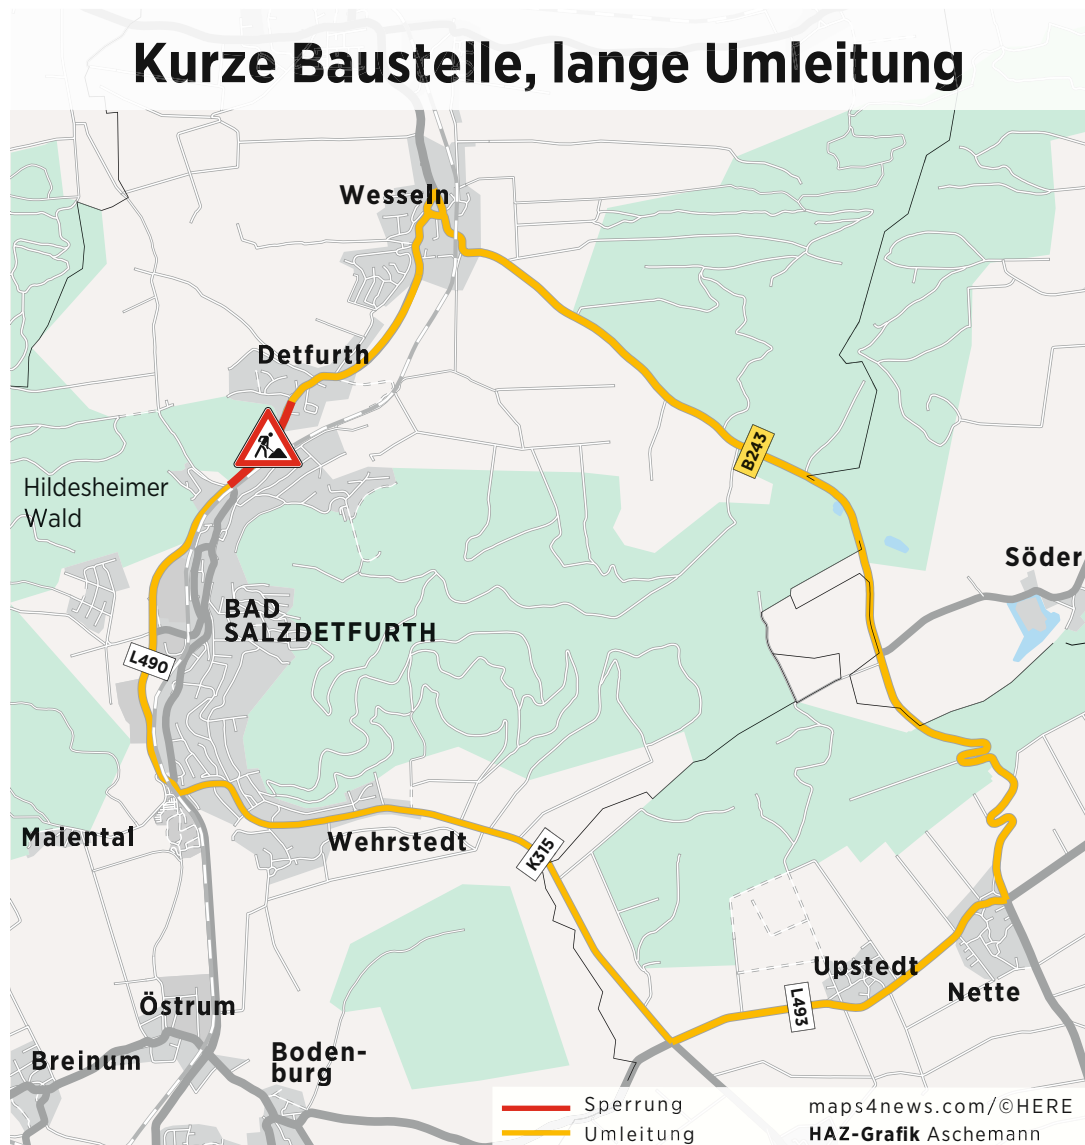 Kurze Baustelle, lange Umleitung
Wesseln
Detfurth
B243
Hildesheimer
Wald
Söder
BAD
SALZDETFURTH
L490
Maiental
Wehrstedt
K315
Upstedt
Nette
L493
Östrum
Breinum
Boden-
burg
Sperrung
Umleitung
maps4news.com/©HERE
HAZ-Grafik Aschemann